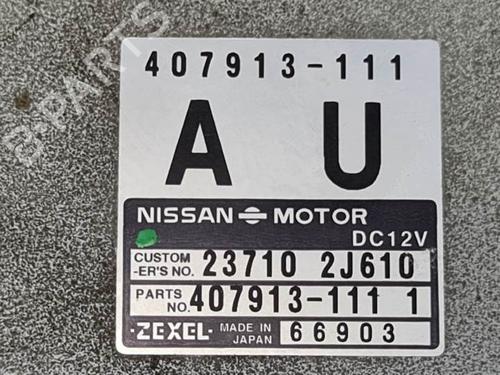 407913-111
A U
NISSAN MOTOR
DC12V
CUSTOM
-ER'S NO. 23710 2J610
PARTS
NO. 407913-111 1
ZEXEL MADE IN
JAPAN 66903
B-PARTS